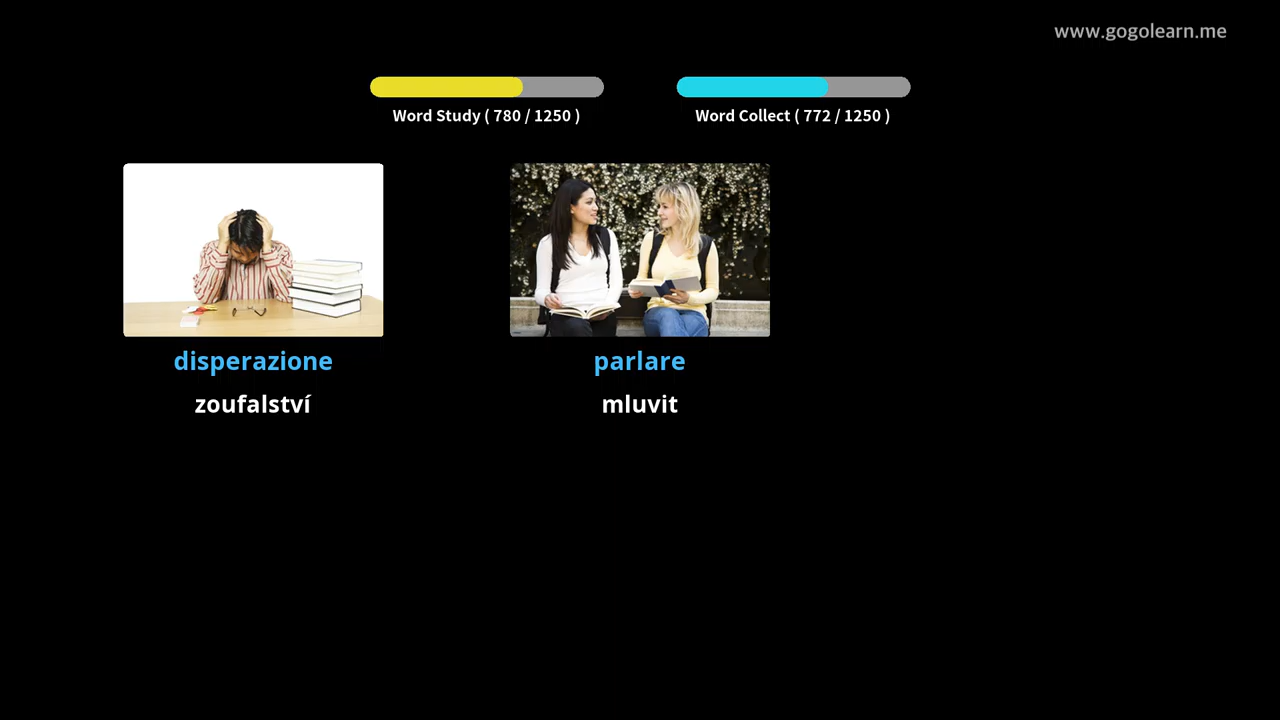 www.gogolearn.me
Word Study ( 780 / 1250 )
Word Collect ( 772 / 1250 )
disperazione
parlare
zoufalství
mluvit